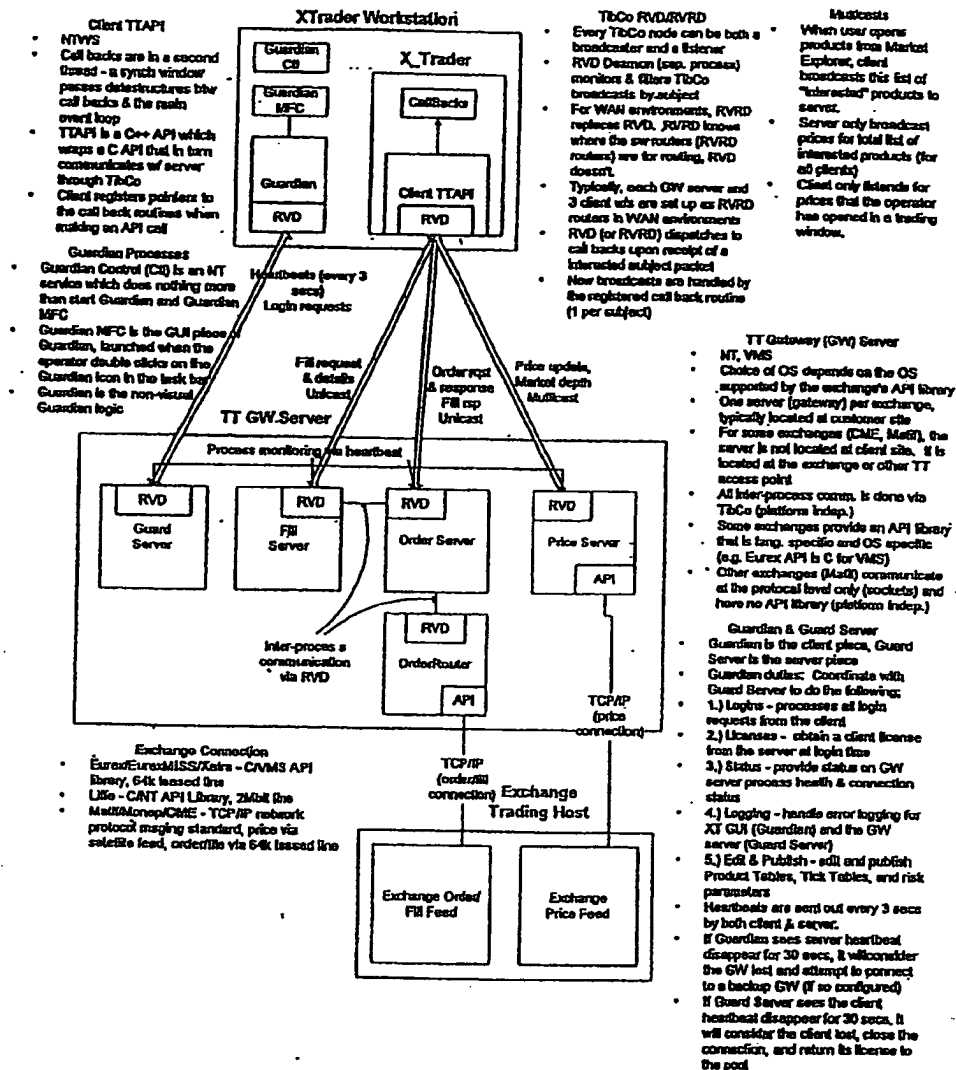 XTrader Workstation
Client TTAPI
• NTWS
• Call backs are in a second
thread - a synch window
passes datastructures btw
call backs & the main
event loop
• TTAPI is a C++ API which
wraps a C API that in turn
communicates w/ server
through TibCo
• Client registers pointers to
the call back routines when
making an API call
Guardian Processes
• Guardian Control (Ctl) is an NT
service which does nothing more
than start Guardian and Guardian
MFC
• Guardian MFC is the GUI piece of
Guardian, launched when the
operator double clicks on the
Guardian icon in the task bar
• Guardian is the non-visual
Guardian logic
Guardian
Ctl
Guardian
MFC
Guardian
RVD
X_Trader
CallBacks
Client TTAPI
RVD
TibCo RVD/RVRD
• Every TibCo node can be both a
broadcaster and a listener
• RVD Deamon (sep. process)
monitors & filters TibCo
broadcasts by subject
• For WAN environments, RVRD
replaces RVD. RVRD knows
where the sw routers (RVRD
routers) are for routing, RVD
doesn't.
• Typically, each GW server and
3 client w/s are set up as RVRD
routers in WAN environments
• RVD (or RVRD) dispatches to
call backs upon receipt of a
interested subject packet
• New broadcasts are handled by
the registered call back routine
(1 per subject)
Multicasts
• When user opens
products from Market
Explorer, client
broadcasts this list of
"interested" products to
server.
• Server only broadcast
prices for total list of
interested products (for
all clients)
• Client only listends for
prices that the operator
has opened in a trading
window.
Heartbeats (every 3
secs)
Login requests
Fill request
& details
Unicast
Order rqst
& response
Fill rsp
Unicast
Price update,
Market depth
Multicast
TT GW.Server
Process monitoring via heartbeat
RVD
Guard
Server
RVD
Fill
Server
RVD
Order Server
RVD
Price Server
API
Inter-proces s
communication
via RVD
RVD
OrderRouter
API
TCP/IP
(price
connection)
TCP/IP
(order/fill
connection)
TT Gateway (GW) Server
• NT, VMS
• Choice of OS depends on the OS
supported by the exchange's API library
• One server (gateway) per exchange,
typically located at customer site
• For some exchanges (CME, Matif), the
server is not located at client site. It is
located at the exchange or other TT
access point
• All inter-process comm. is done via
TibCo (platform indep.)
• Some exchanges provide an API library
that is lang. specific and OS specific
(e.g. Eurex API is C for VMS)
• Other exchanges (Matif) communicate
at the protocol level only (sockets) and
have no API library (platform indep.)
Guardian & Guard Server
• Guardian is the client piece, Guard
Server is the server piece
• Guardian duties: Coordinate with
Guard Server to do the following:
• 1.) Logins - processes all login
requests from the client
• 2.) Licenses - obtain a client license
from the server at login time
• 3.) Status - provide status on GW
server process health & connection
status
• 4.) Logging - handle error logging for
XT GUI (Guardian) and the GW
server (Guard Server)
• 5.) Edit & Publish - edit and publish
Product Tables, Tick Tables, and risk
parameters
• Heartbeats are sent out every 3 secs
by both client & server.
• If Guardian sees server heartbeat
disappear for 30 secs, it willconsider
the GW lost and attempt to connect
to a backup GW (if so configured)
• If Guard Server sees the client
heartbeat disappear for 30 secs, it
will consider the client lost, close the
connection, and return its license to
the pool
Exchange Connection
• Eurex/EurexMISS/Xetra - C/VMS API
library, 64k leased line
• Liffe - C/NT API Library, 2Mbit line
• Matif/Monep/CME - TCP/IP network
protocol msging standard, price via
satellite feed, order/fills via 64k leased line
Exchange
Trading Host
Exchange Order/
Fill Feed
Exchange
Price Feed